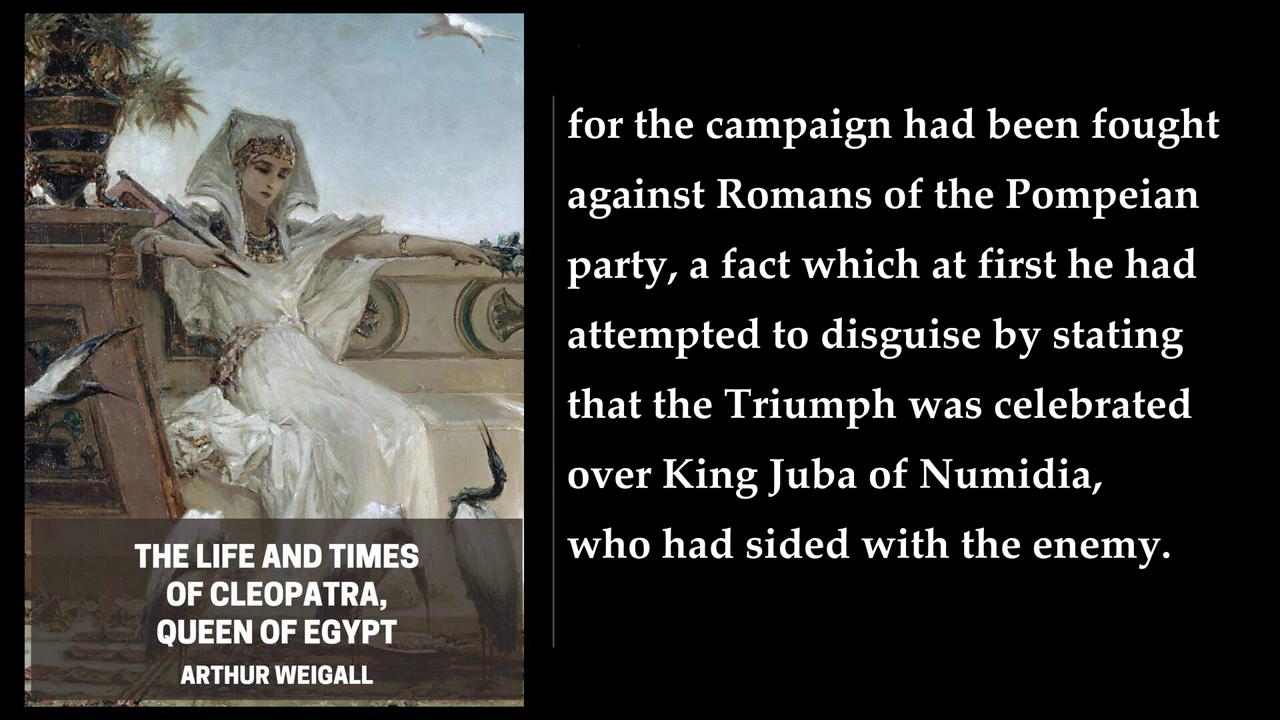 THE LIFE AND TIMES
OF CLEOPATRA,
QUEEN OF EGYPT
ARTHUR WEIGALL
for the campaign had been fought
against Romans of the Pompeian
party, a fact which at first he had
attempted to disguise by stating
that the Triumph was celebrated
over King Juba of Numidia,
who had sided with the enemy.